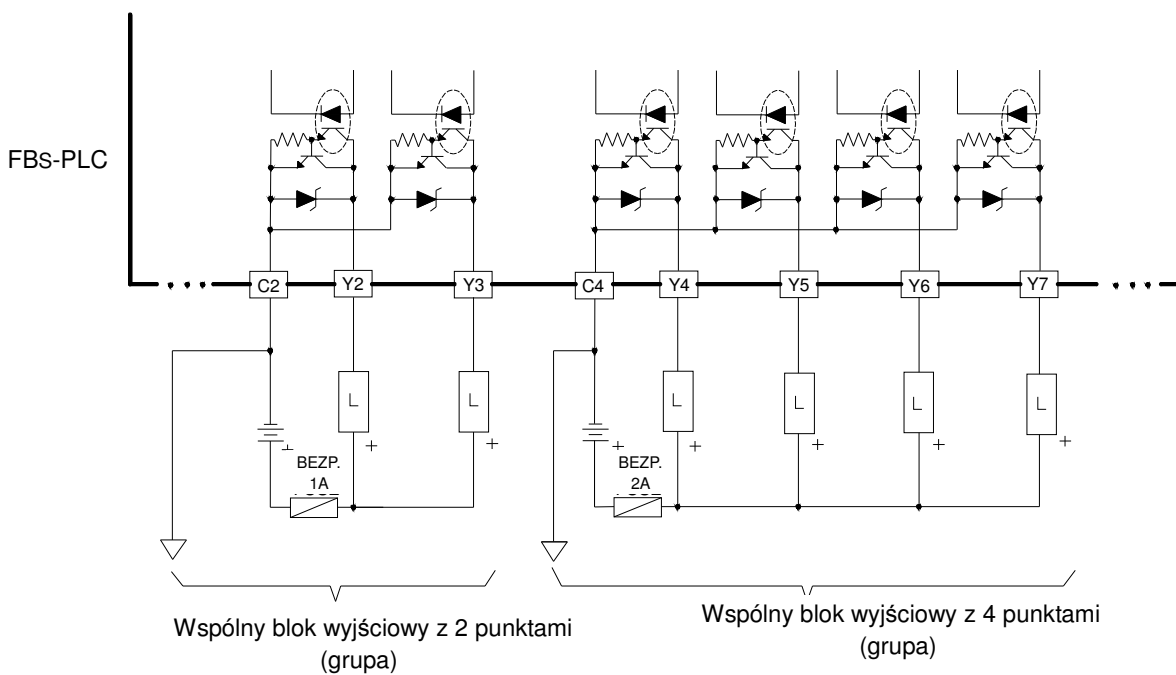 FBs-PLC
C2 Y2 Y3 C4 Y4 Y5 Y6 Y7
L L L L L L
+ + + + + + + +
BEZP. BEZP.
1A 2A
Wspólny blok wyjściowy z 2 punktami
(grupa)
Wspólny blok wyjściowy z 4 punktami
(grupa)